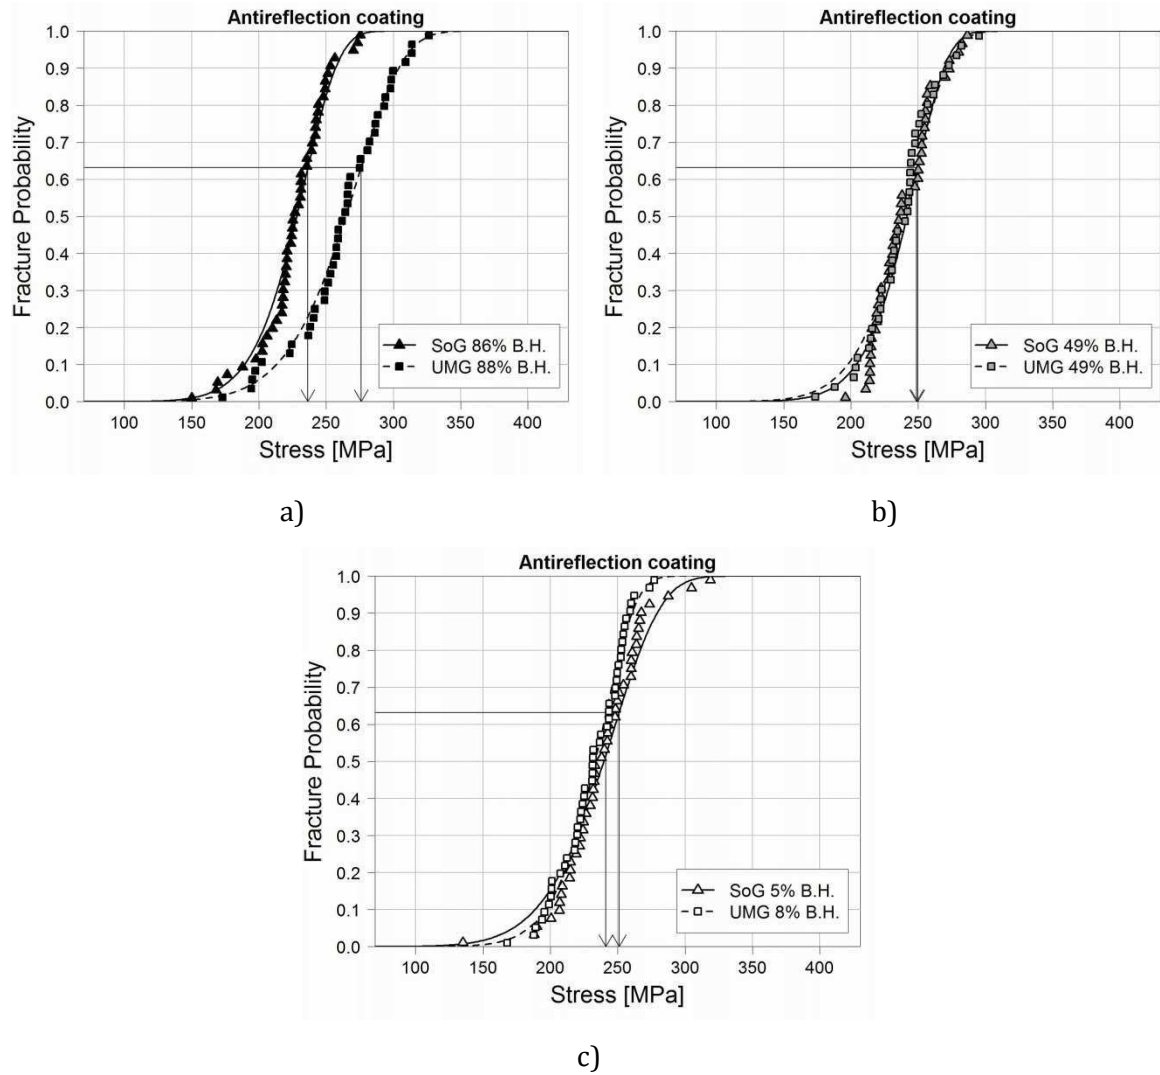 Antireflection coating
1.0
0.9
0.8
0.7
0.6
0.5
0.4
0.3
0.2
0.1
0.0
Fracture Probability
SoG 86% B.H.
UMG 88% B.H.
100 150 200 250 300 350 400
Stress [MPa]
a)
Antireflection coating
1.0
0.9
0.8
0.7
0.6
0.5
0.4
0.3
0.2
0.1
0.0
Fracture Probability
SoG 49% B.H.
UMG 49% B.H.
100 150 200 250 300 350 400
Stress [MPa]
b)
Antireflection coating
1.0
0.9
0.8
0.7
0.6
0.5
0.4
0.3
0.2
0.1
0.0
Fracture Probability
SoG 5% B.H.
UMG 8% B.H.
100 150 200 250 300 350 400
Stress [MPa]
c)